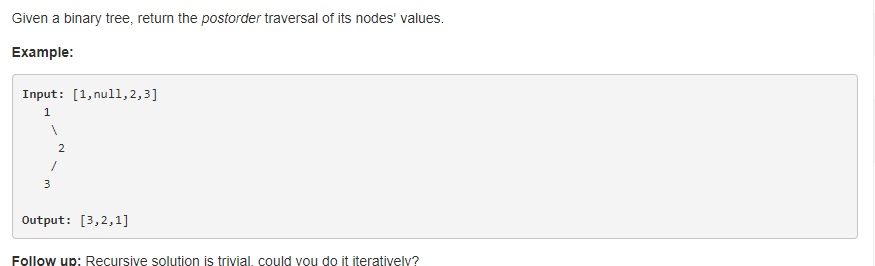 Given a binary tree, return the postorder traversal of its nodes' values.
Example:
Input: [1,null,2,3]
1
\
2
/
3
Output: [3,2,1]
Follow up: Recursive solution is trivial, could you do it iteratively?